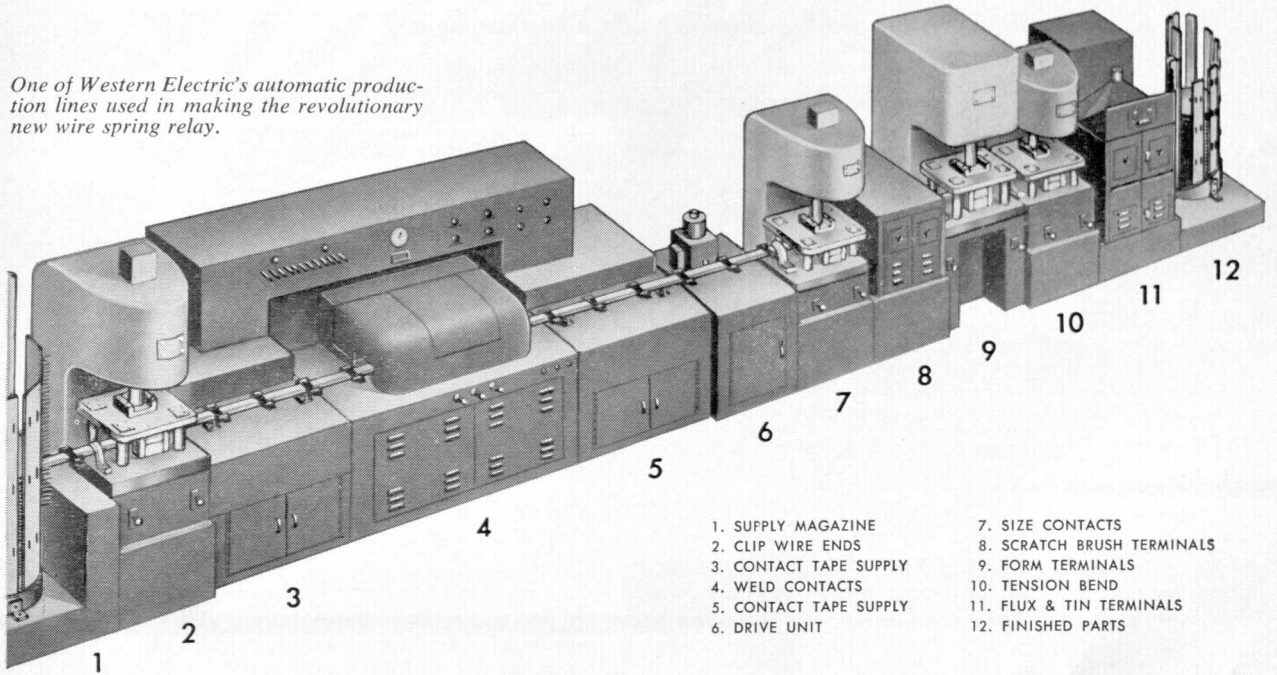 One of Western Electric's automatic produc-
tion lines used in making the revolutionary
new wire spring relay.
1
2
3
4
5
6
7
8
9
10
11
12
1. SUPPLY MAGAZINE
2. CLIP WIRE ENDS
3. CONTACT TAPE SUPPLY
4. WELD CONTACTS
5. CONTACT TAPE SUPPLY
6. DRIVE UNIT
7. SIZE CONTACTS
8. SCRATCH BRUSH TERMINALS
9. FORM TERMINALS
10. TENSION BEND
11. FLUX & TIN TERMINALS
12. FINISHED PARTS